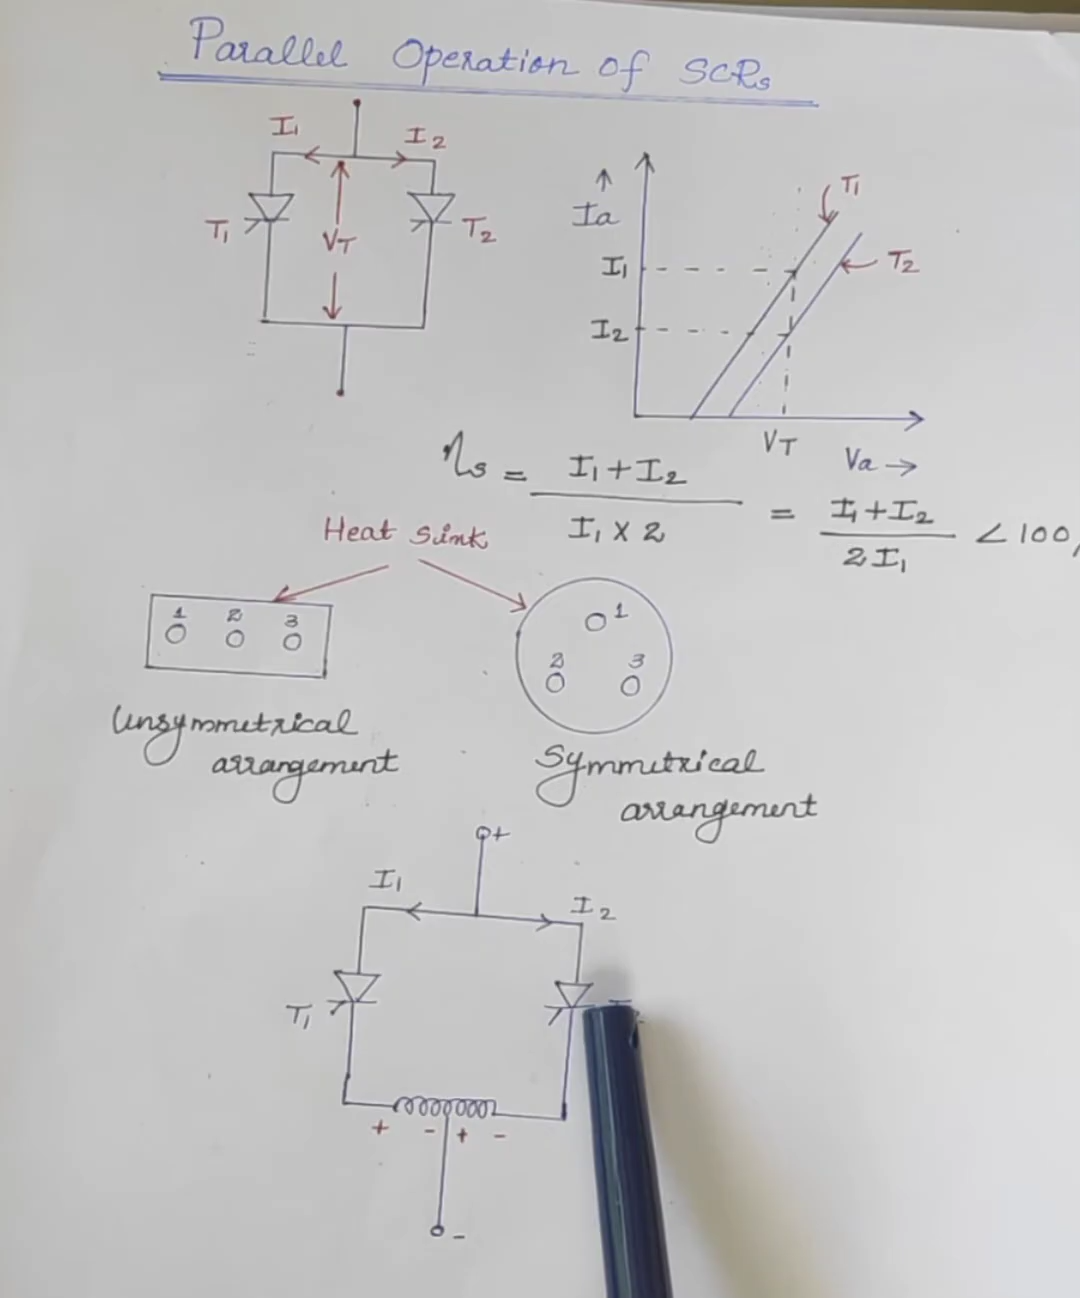 Parallel Operation of SCRs
I1 I2
T1 VT T2
↑
Ia
I1
I2
T1
T2
VT Va →
ηs = I1+I2 / I1 x 2 = I1+I2 / 2I1 < 100
Heat Sink
1 2 3
1
2 3
Unsymmetrical
arrangement
Symmetrical
arrangement
+
I1 I2
T1
+ - + -
-